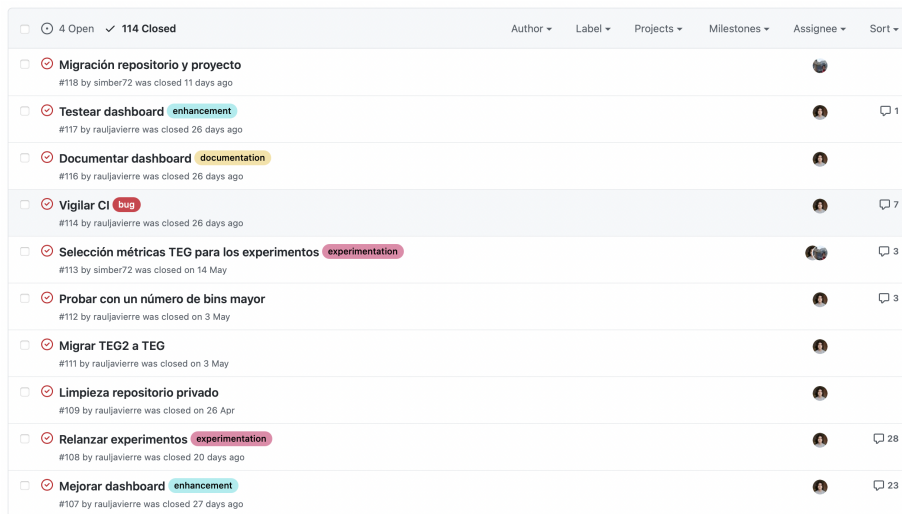 4 Open 114 Closed Author Label Projects Milestones Assignee Sort
Migración repositorio y proyecto
#118 by simber72 was closed 11 days ago
Testear dashboard enhancement 1
#117 by rauljavierre was closed 26 days ago
Documentar dashboard documentation
#116 by rauljavierre was closed 26 days ago
Vigilar CI bug 7
#114 by rauljavierre was closed 26 days ago
Selección métricas TEG para los experimentos experimentation 3
#113 by simber72 was closed on 14 May
Probar con un número de bins mayor 3
#112 by rauljavierre was closed on 3 May
Migrar TEG2 a TEG
#111 by rauljavierre was closed on 3 May
Limpieza repositorio privado
#109 by rauljavierre was closed on 26 Apr
Relanzar experimentos experimentation 28
#108 by rauljavierre was closed 20 days ago
Mejorar dashboard enhancement 23
#107 by rauljavierre was closed 27 days ago